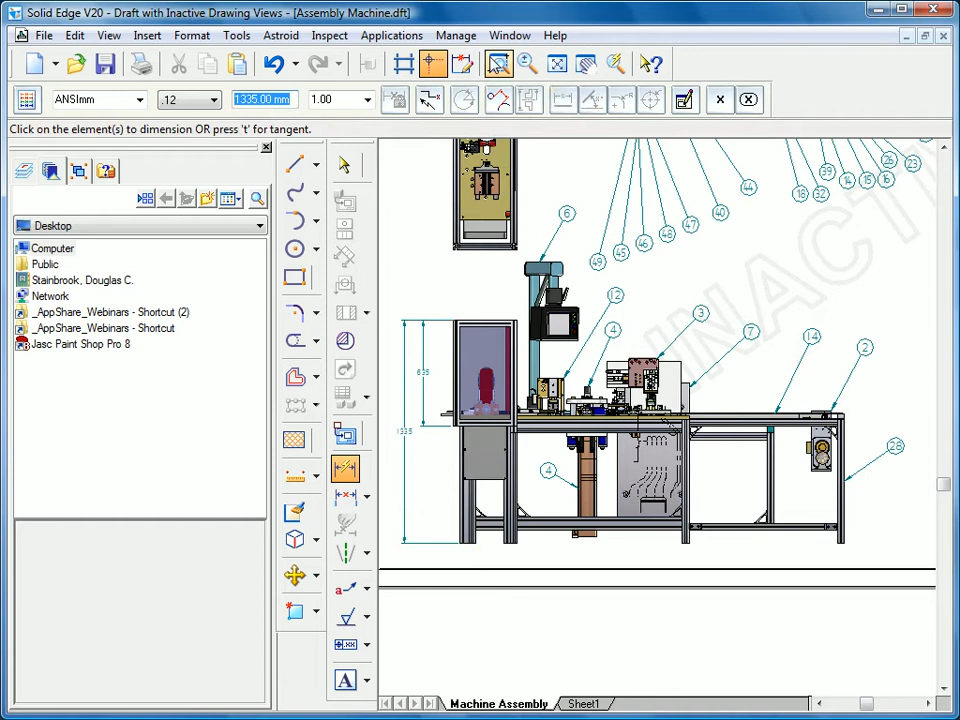 Solid Edge V20 - Draft with Inactive Drawing Views - [Assembly Machine.dft]
File Edit View Insert Format Tools Astroid Inspect Applications Manage Window Help
ANSImm .12 1335.00 mm 1.00
Click on the element(s) to dimension OR press 't' for tangent.
Desktop
Computer
Public
Stainbrook, Douglas C.
Network
_AppShare_Webinars - Shortcut (2)
_AppShare_Webinars - Shortcut
Jasc Paint Shop Pro 8
26 23
39 14 15 16
18 32
44
40
47
48
46
45
49
6
12
4
3
7
14
2
635
1335
4
28
INACT
a
A
Machine Assembly Sheet1